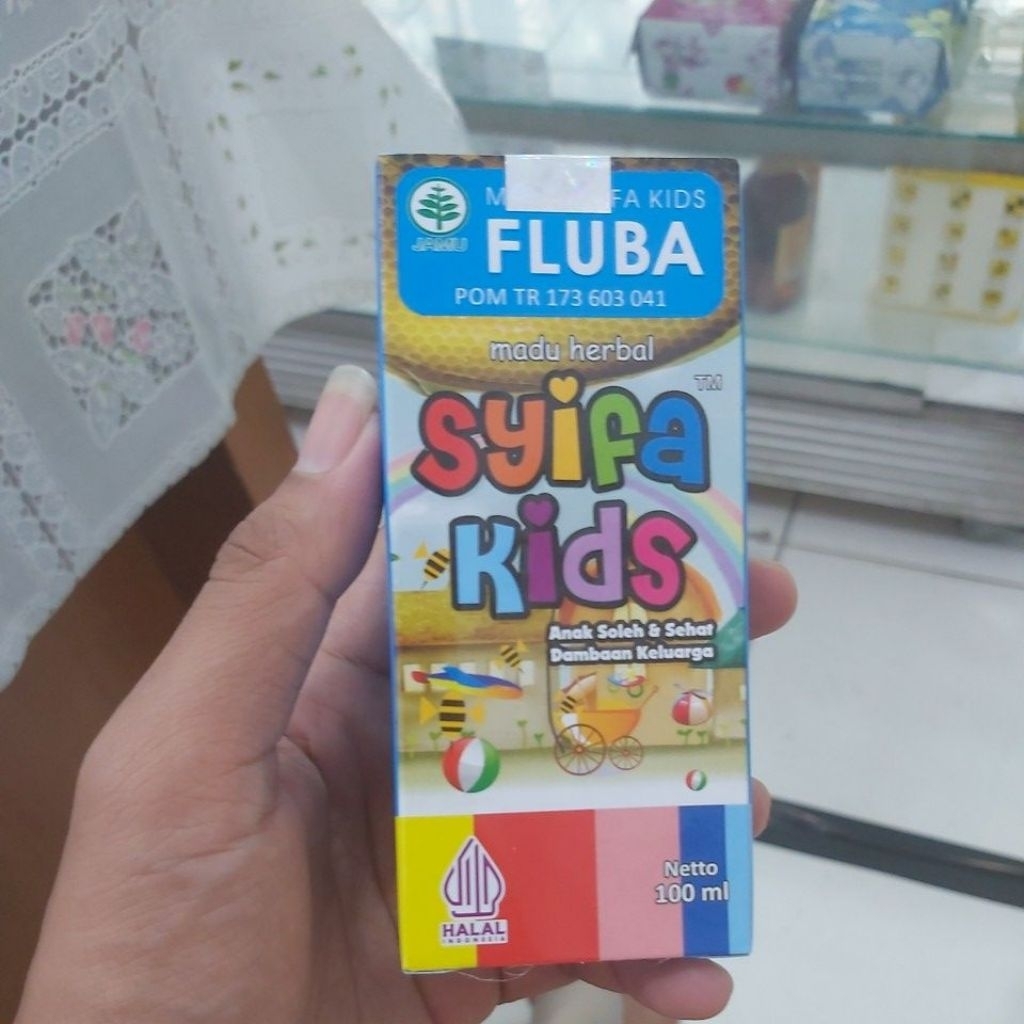 JAMU
KIDS
FLUBA
POM TR 173 603 041
madu herbal
syifa
TM
kids
Anak Soleh & Sehat
Dambaan Keluarga
Netto
100 ml
HALAL
INDONESIA